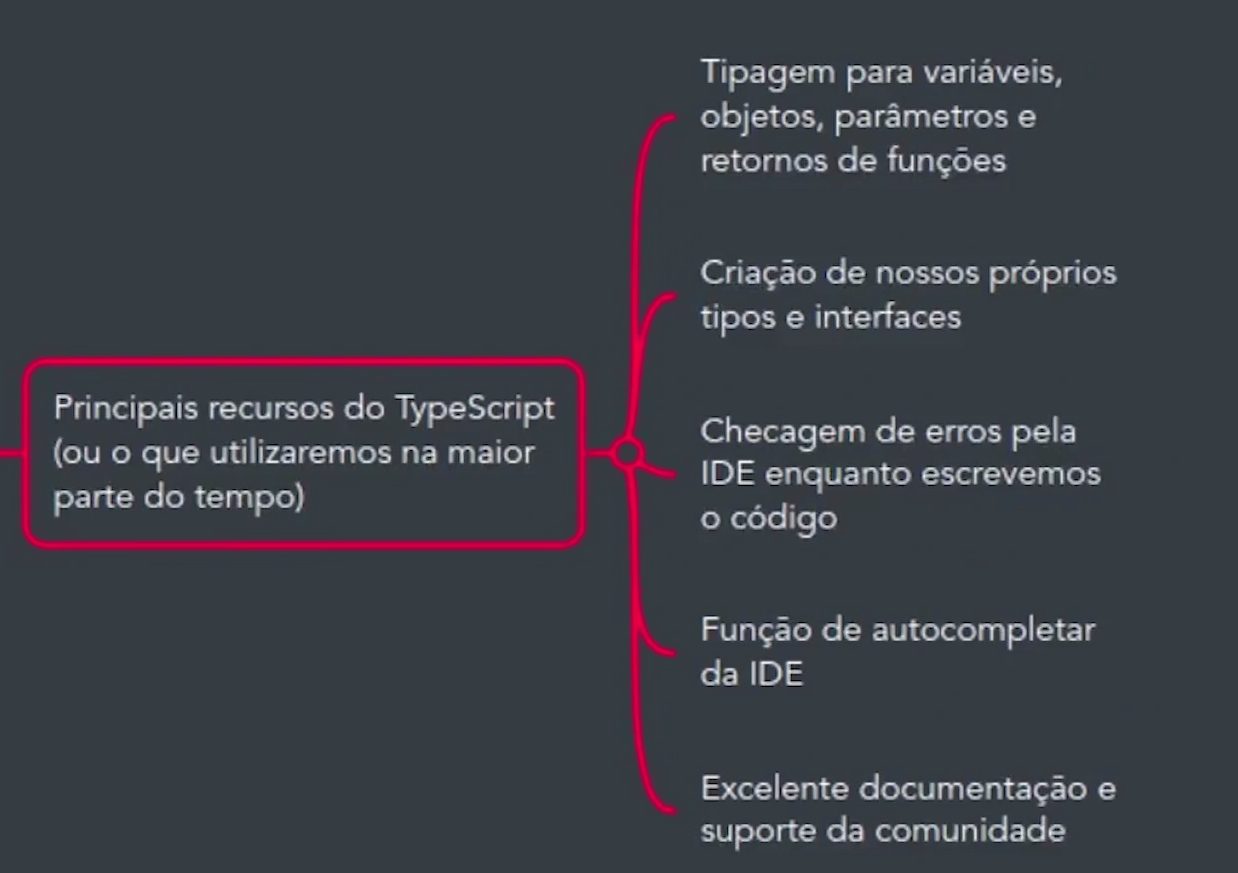 Principais recursos do TypeScript
(ou o que utilizaremos na maior
parte do tempo)
Tipagem para variáveis,
objetos, parâmetros e
retornos de funções
Criação de nossos próprios
tipos e interfaces
Checagem de erros pela
IDE enquanto escrevemos
o código
Função de autocompletar
da IDE
Excelente documentação e
suporte da comunidade